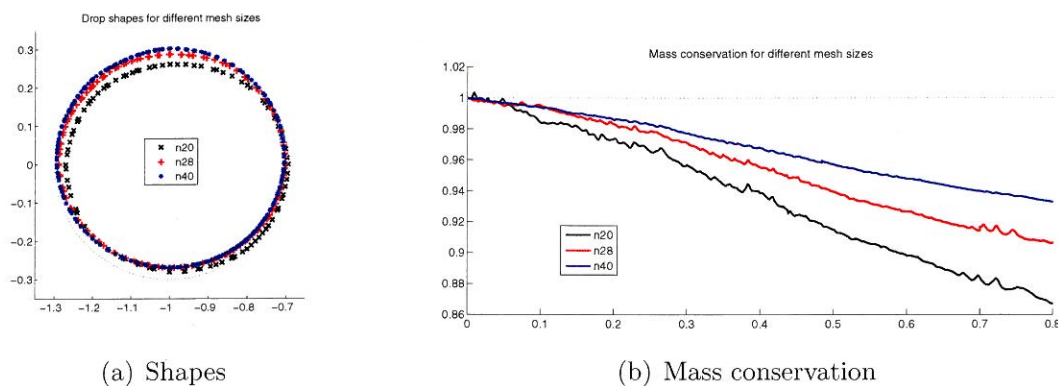 Drop shapes for different mesh sizes
0.3
0.2
0.1
0
−0.1
−0.2
−0.3
−1.3 −1.2 −1.1 −1 −0.9 −0.8 −0.7
n20
n28
n40
(a) Shapes
Mass conservation for different mesh sizes
1.02
1
0.98
0.96
0.94
0.92
0.9
0.88
0.86
0 0.1 0.2 0.3 0.4 0.5 0.6 0.7 0.8
n20
n28
n40
(b) Mass conservation